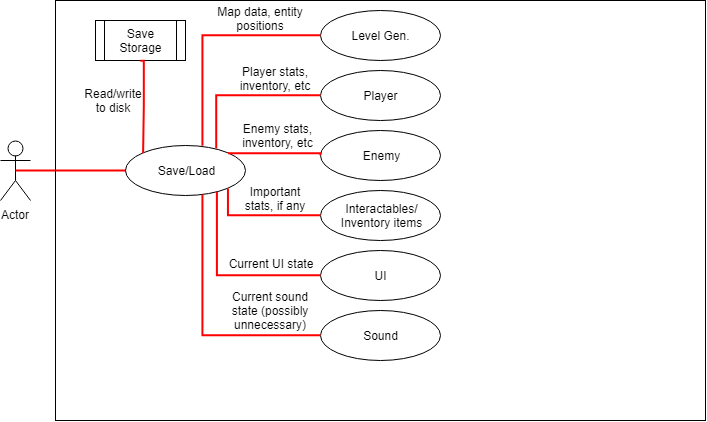 Map data, entity
positions
Level Gen.
Save
Storage
Player stats,
inventory, etc
Player
Read/write
to disk
Enemy stats,
inventory, etc
Enemy
Save/Load
Actor
Important
stats, if any
Interactables/
Inventory items
Current UI state
UI
Current sound
state (possibly
unnecessary)
Sound